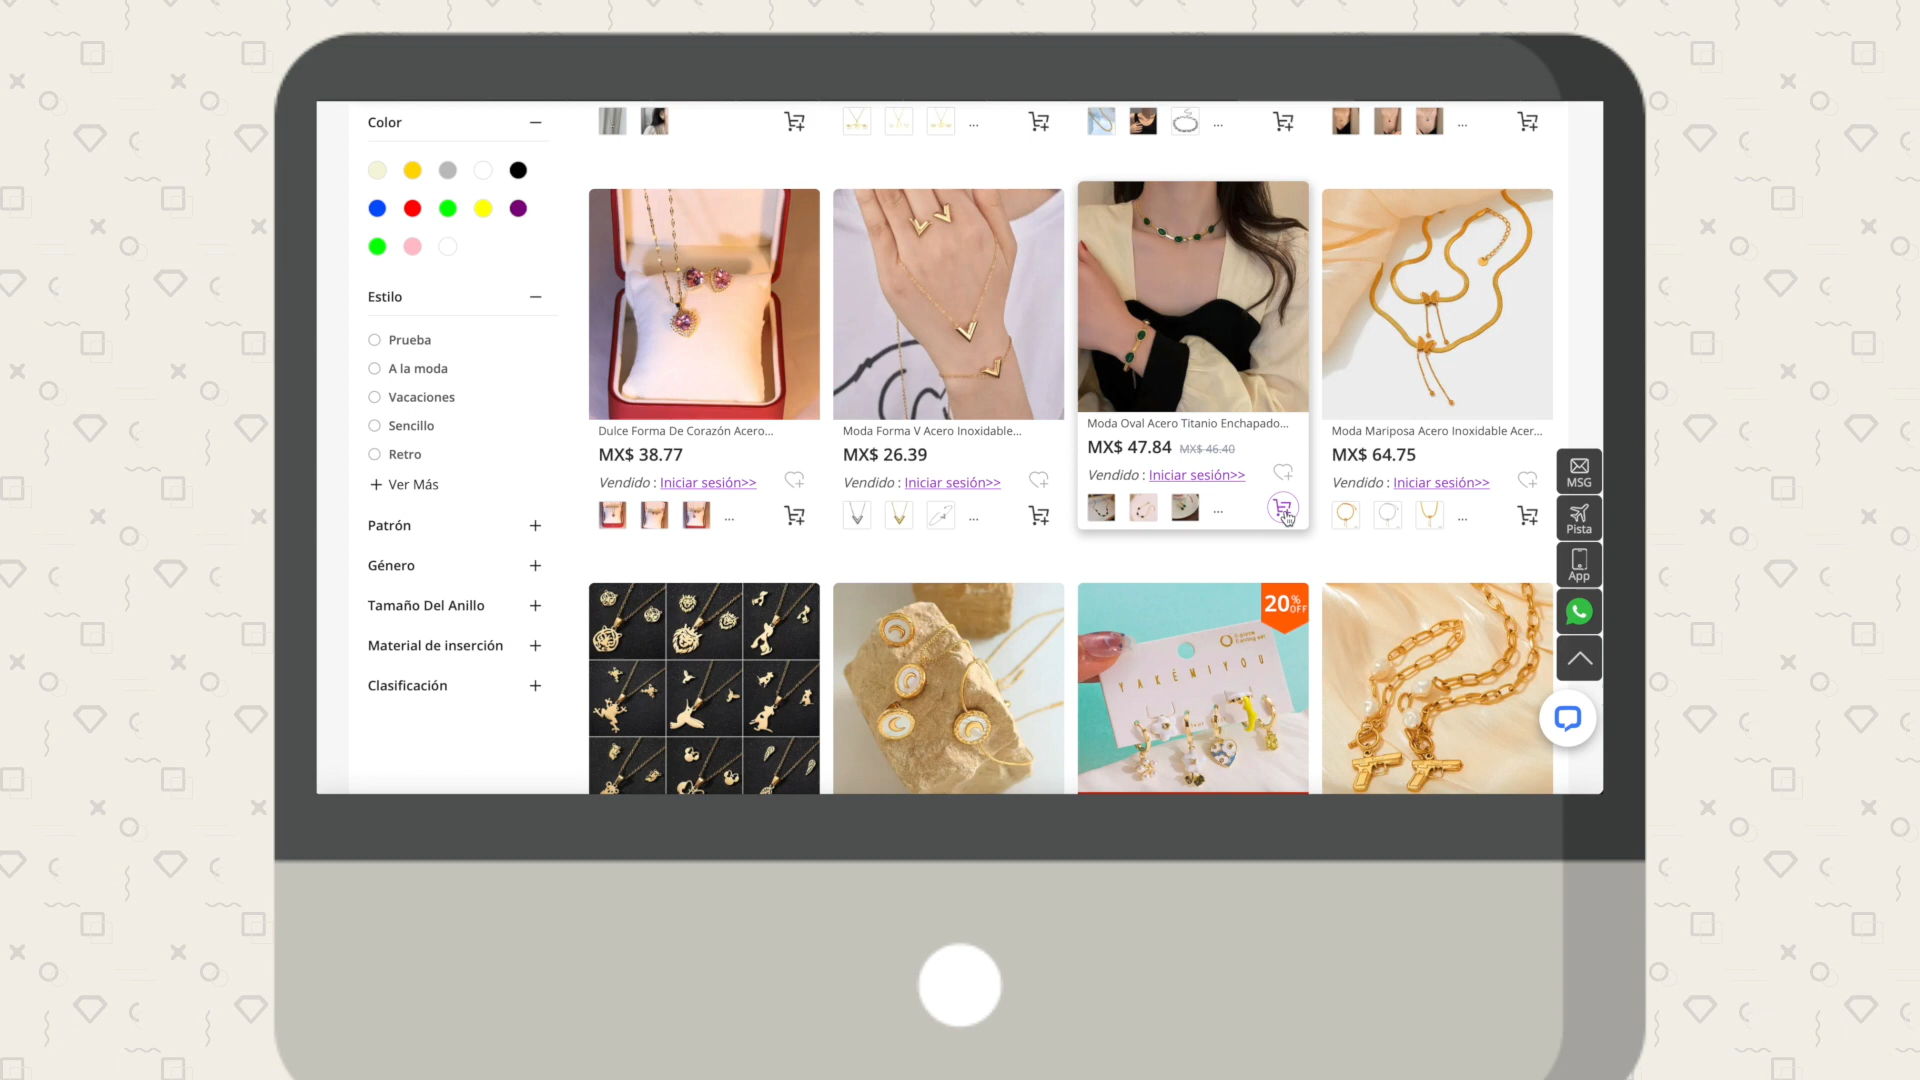 Color
...
...
...
Estilo
Prueba
A la moda
Vacaciones
Sencillo
Retro
Ver Más
Patrón
Género
Tamaño Del Anillo
Material de inserción
Clasificación
Dulce Forma De Corazón Acero...
MX$ 38.77
Vendido : Iniciar sesión>>
...
Moda Forma V Acero Inoxidable...
MX$ 26.39
Vendido : Iniciar sesión>>
...
Moda Oval Acero Titanio Enchapado...
MX$ 47.84 MX$ 46.40
Vendido : Iniciar sesión>>
...
Moda Mariposa Acero Inoxidable Acer...
MX$ 64.75
Vendido : Iniciar sesión>>
...
20% OFF
YAKEMIYOU
MSG
Pista
App